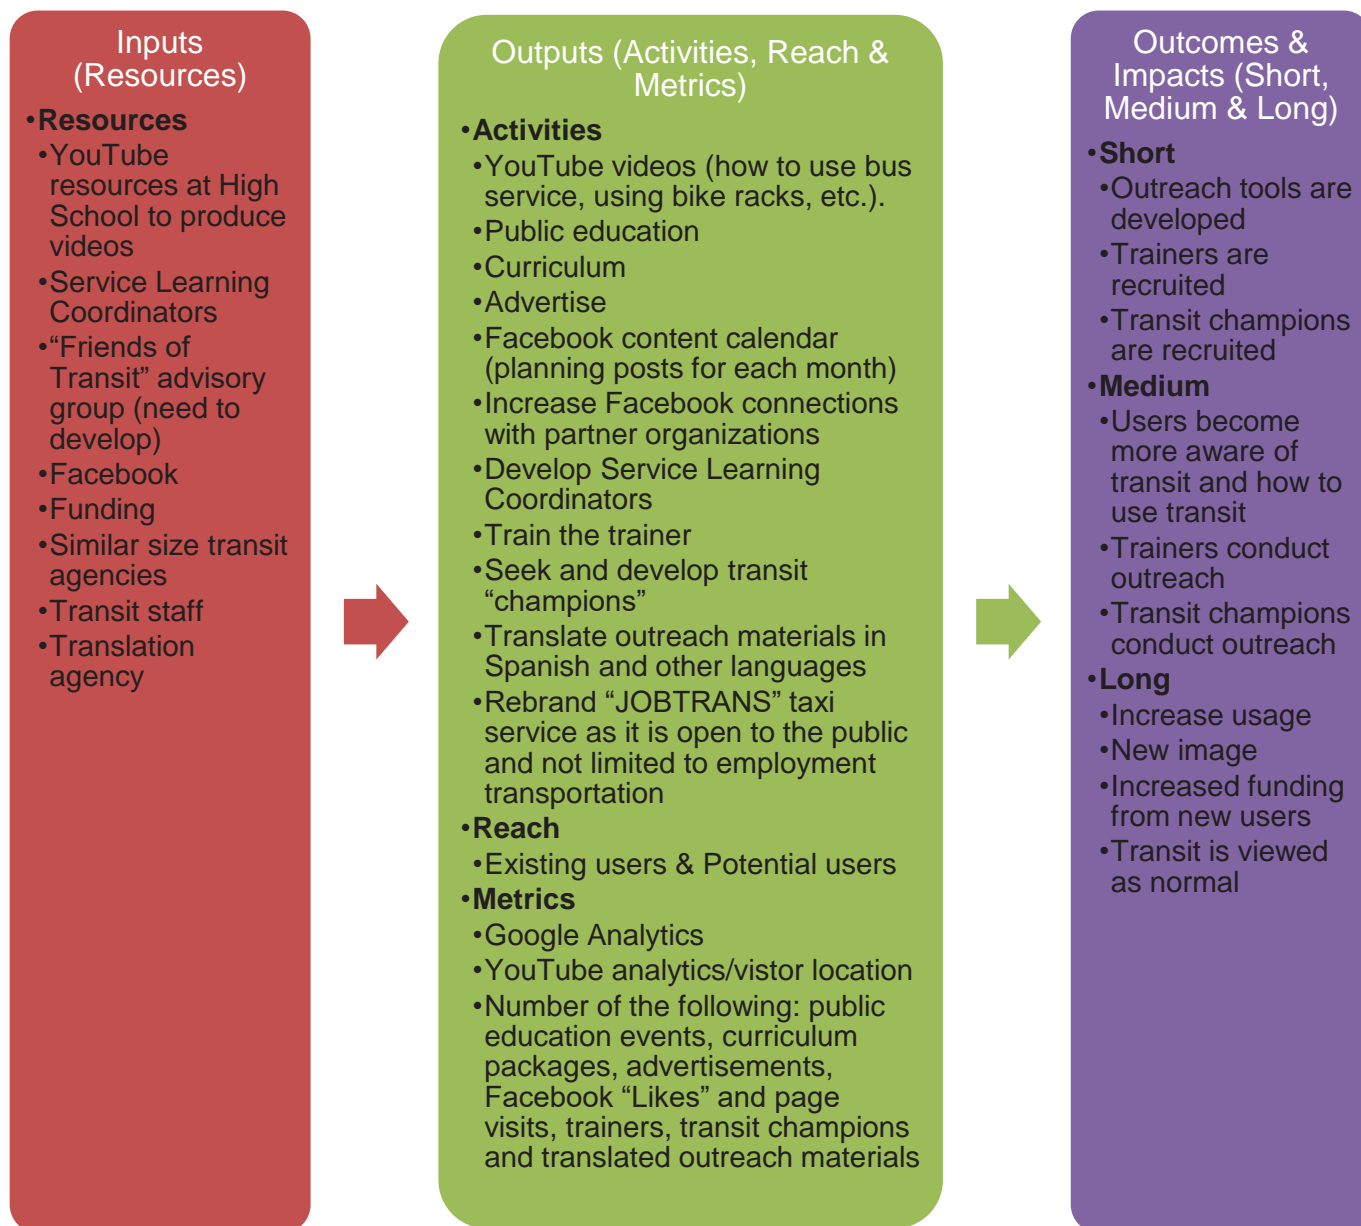 Inputs
(Resources)
•Resources
•YouTube
resources at High
School to produce
videos
•Service Learning
Coordinators
•“Friends of
Transit” advisory
group (need to
develop)
•Facebook
•Funding
•Similar size transit
agencies
•Transit staff
•Translation
agency
Outputs (Activities, Reach &
Metrics)
•Activities
•YouTube videos (how to use bus
service, using bike racks, etc.).
•Public education
•Curriculum
•Advertise
•Facebook content calendar
(planning posts for each month)
•Increase Facebook connections
with partner organizations
•Develop Service Learning
Coordinators
•Train the trainer
•Seek and develop transit
“champions”
•Translate outreach materials in
Spanish and other languages
•Rebrand “JOBTRANS” taxi
service as it is open to the public
and not limited to employment
transportation
•Reach
•Existing users & Potential users
•Metrics
•Google Analytics
•YouTube analytics/vistor location
•Number of the following: public
education events, curriculum
packages, advertisements,
Facebook “Likes” and page
visits, trainers, transit champions
and translated outreach materials
Outcomes &
Impacts (Short,
Medium & Long)
•Short
•Outreach tools are
developed
•Trainers are
recruited
•Transit champions
are recruited
•Medium
•Users become
more aware of
transit and how to
use transit
•Trainers conduct
outreach
•Transit champions
conduct outreach
•Long
•Increase usage
•New image
•Increased funding
from new users
•Transit is viewed
as normal